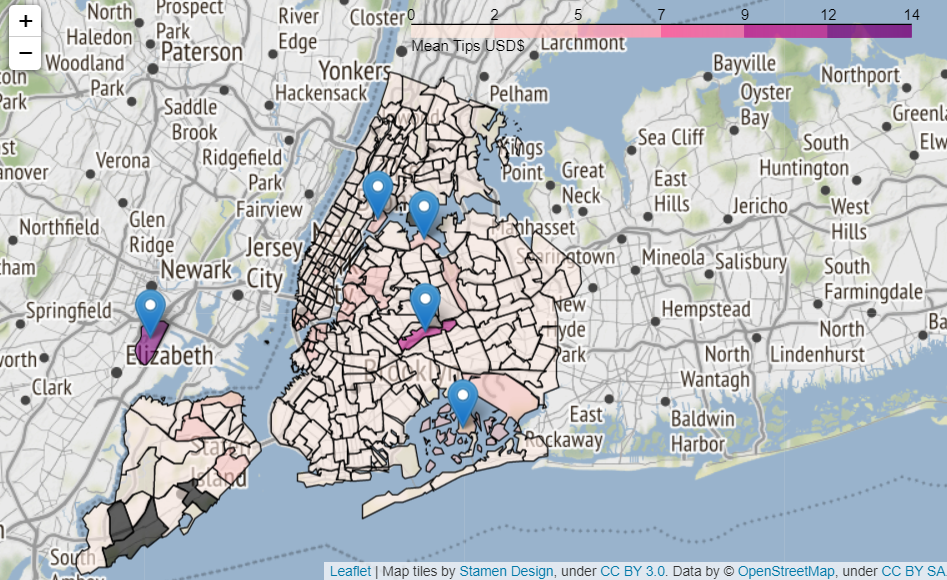 +
−
0 2 5 7 9 12 14
Mean Tips USD$
North
Haledon
Prospect
Park
River
Edge
Closter
Paterson
Woodland
Park
Larchmont
Bayville
Northport
Yonkers
Hackensack
Pelham
Oyster
Bay
Saddle
Brook
Sea Cliff
South
Huntington
Verona
Ridgefield
Park
Point
Great
Neck
East
Hills
Jericho
West
Hills
Fairview
Northfield
Glen
Ridge
Jersey
City
Manhasset
Newark
Mineola
Salisbury
South
Farmingdale
Springfield
New
Hyde
Park
Hempstead
North
Lindenhurst
Elizabeth
Brooklyn
North
Wantagh
Clark
East
Rockaway
Baldwin
Harbor
Staten
Island
South
Leaflet | Map tiles by Stamen Design, under CC BY 3.0. Data by © OpenStreetMap, under CC BY SA